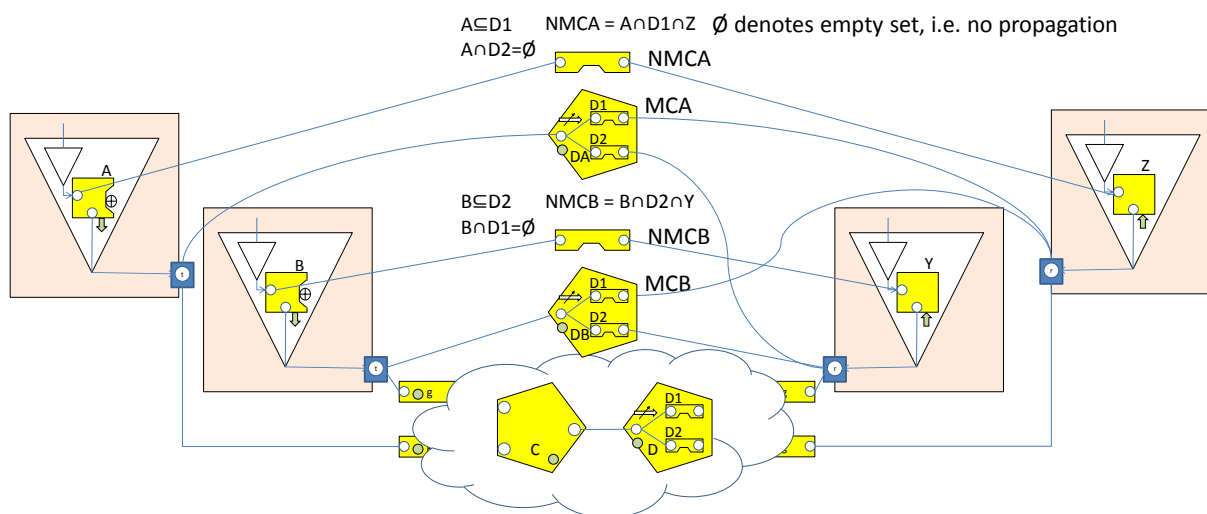 A⊆D1 NMCA = A∩D1∩Z Ø denotes empty set, i.e. no propagation
A∩D2=Ø
NMCA
D1
MCA
D2
DA
A
Z
B⊆D2 NMCB = B∩D2∩Y
B∩D1=Ø
NMCB
B
Y
t
r
D1
MCB
D2
DB
t
r
g
D1
D2
C
D